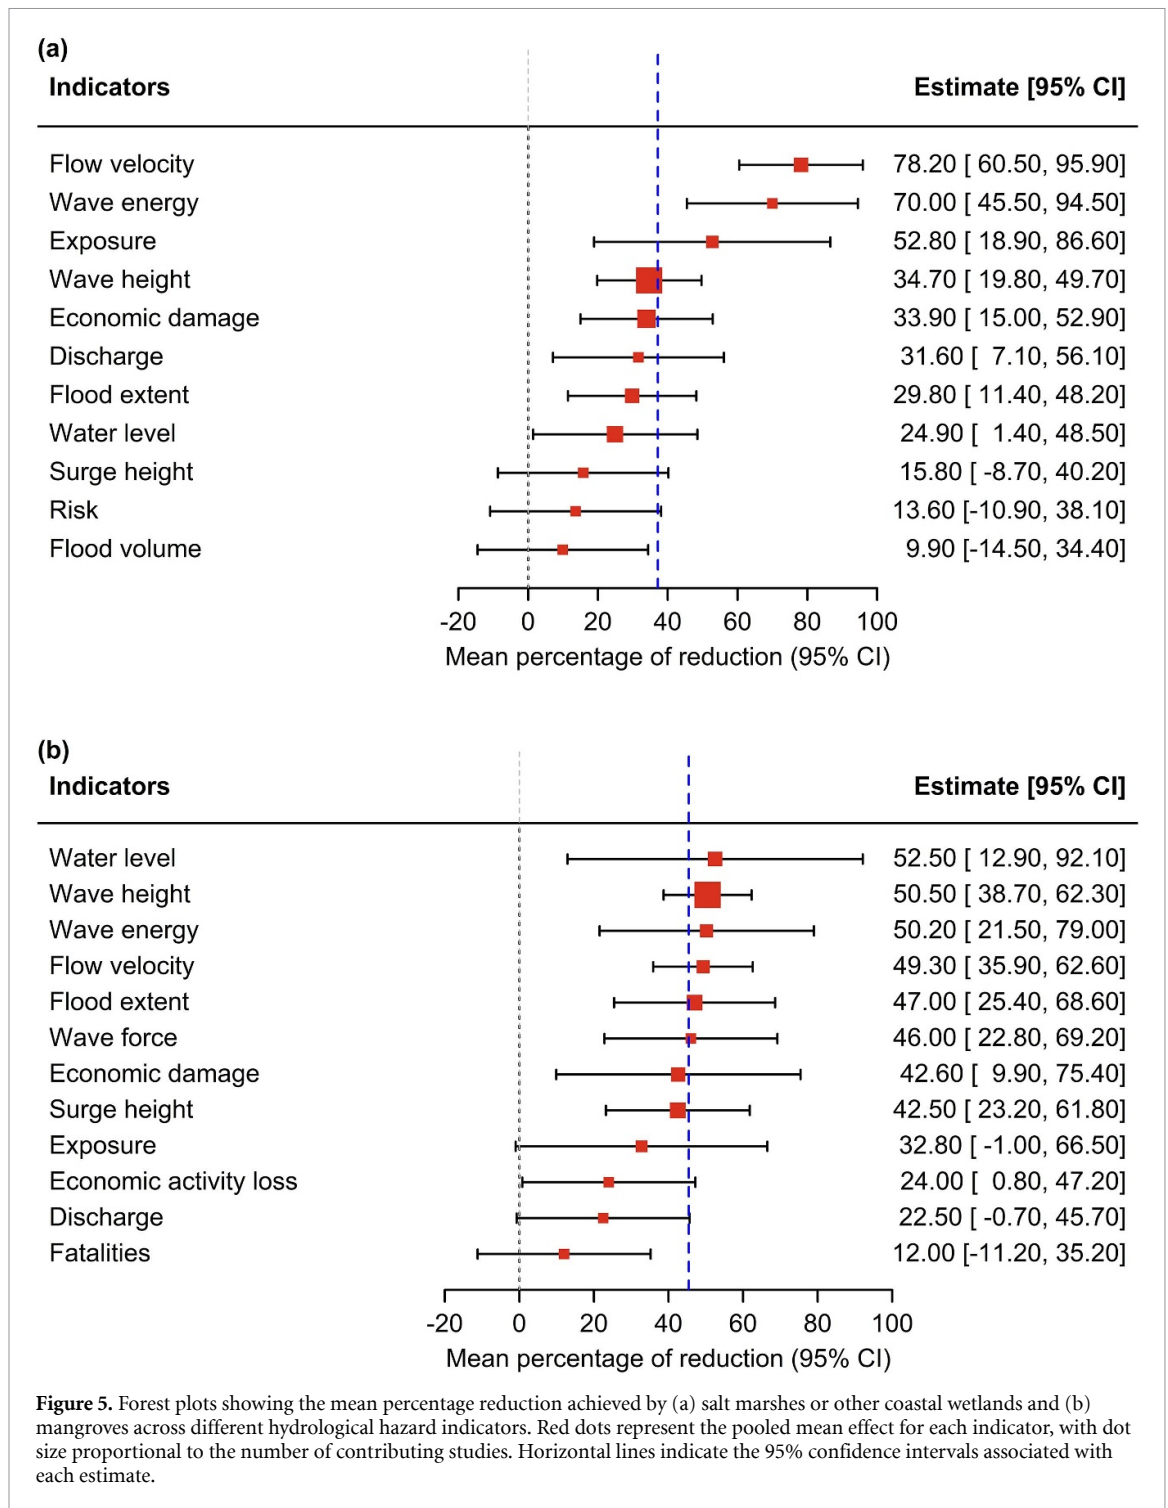 (a)
Indicators Estimate [95% CI]
Flow velocity 78.20 [ 60.50, 95.90]
Wave energy 70.00 [ 45.50, 94.50]
Exposure 52.80 [ 18.90, 86.60]
Wave height 34.70 [ 19.80, 49.70]
Economic damage 33.90 [ 15.00, 52.90]
Discharge 31.60 [ 7.10, 56.10]
Flood extent 29.80 [ 11.40, 48.20]
Water level 24.90 [ 1.40, 48.50]
Surge height 15.80 [ -8.70, 40.20]
Risk 13.60 [-10.90, 38.10]
Flood volume 9.90 [-14.50, 34.40]
-20 0 20 40 60 80 100
Mean percentage of reduction (95% CI)
(b)
Indicators Estimate [95% CI]
Water level 52.50 [ 12.90, 92.10]
Wave height 50.50 [ 38.70, 62.30]
Wave energy 50.20 [ 21.50, 79.00]
Flow velocity 49.30 [ 35.90, 62.60]
Flood extent 47.00 [ 25.40, 68.60]
Wave force 46.00 [ 22.80, 69.20]
Economic damage 42.60 [ 9.90, 75.40]
Surge height 42.50 [ 23.20, 61.80]
Exposure 32.80 [ -1.00, 66.50]
Economic activity loss 24.00 [ 0.80, 47.20]
Discharge 22.50 [ -0.70, 45.70]
Fatalities 12.00 [-11.20, 35.20]
-20 0 20 40 60 80 100
Mean percentage of reduction (95% CI)
Figure 5. Forest plots showing the mean percentage reduction achieved by (a) salt marshes or other coastal wetlands and (b)
mangroves across different hydrological hazard indicators. Red dots represent the pooled mean effect for each indicator, with dot
size proportional to the number of contributing studies. Horizontal lines indicate the 95% confidence intervals associated with
each estimate.